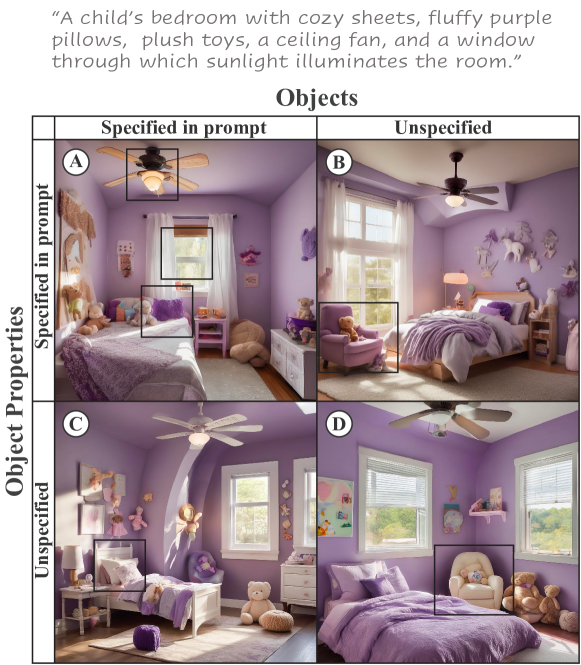 “A child’s bedroom with cozy sheets, fluffy purple
pillows, plush toys, a ceiling fan, and a window
through which sunlight illuminates the room.”
Objects
Specified in prompt
Unspecified
Object Properties
Specified in prompt
A
B
Unspecified
C
D